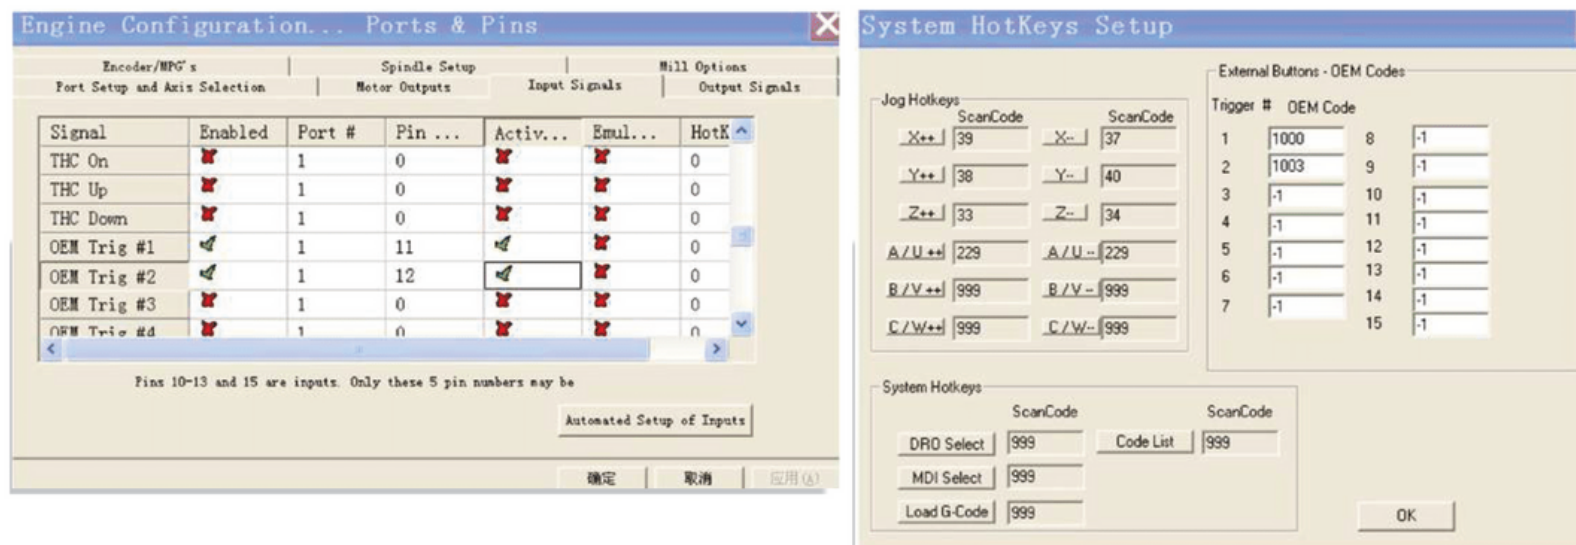 Engine Configuration... Ports & Pins
Encoder/MPG's Spindle Setup Mill Options
Port Setup and Axis Selection Motor Outputs Input Signals Output Signals
Signal Enabled Port # Pin ... Activ... Emul... HotK
THC On 1 0 0
THC Up 1 0 0
THC Down 1 0 0
OEM Trig #1 1 11 0
OEM Trig #2 1 12 0
OEM Trig #3 1 0 0
OEM Trig #4 1 0 0
Pins 10-13 and 15 are inputs. Only these 5 pin numbers may be
Automated Setup of Inputs
确定 取消 应用(A)
System HotKeys Setup
Jog Hotkeys
ScanCode ScanCode
X++ 39 X-- 37
Y++ 38 Y-- 40
Z++ 33 Z-- 34
A/U ++ 229 A/U -- 229
B/V ++ 999 B/V -- 999
C/W++ 999 C/W-- 999
External Buttons - OEM Codes
Trigger # OEM Code
1 1000 8 -1
2 1003 9 -1
3 -1 10 -1
4 -1 11 -1
5 -1 12 -1
6 -1 13 -1
7 -1 14 -1
15 -1
System Hotkeys
ScanCode ScanCode
DRO Select 999 Code List 999
MDI Select 999
Load G-Code 999
OK